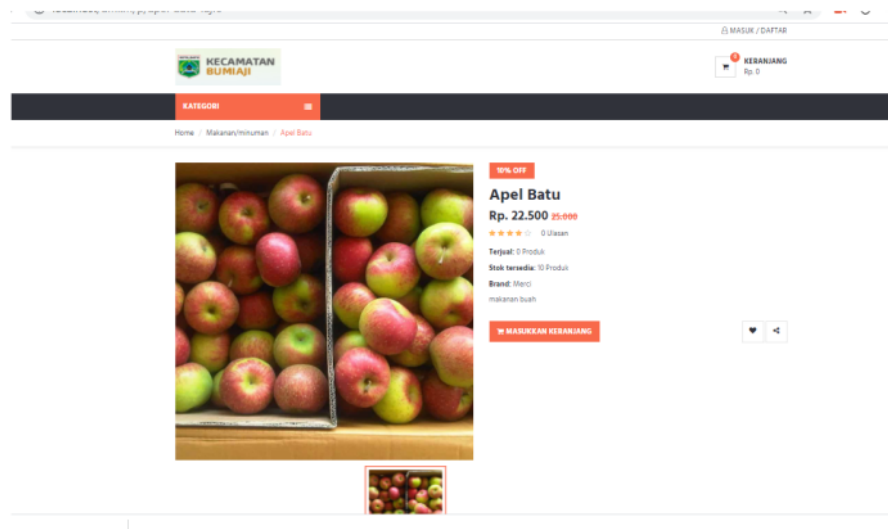 MASUK / DAFTAR
KECAMATAN
BUMIAJI
0
KERANJANG
Rp. 0
KATEGORI
Home / Makanan/minuman / Apel Batu
10% OFF
Apel Batu
Rp. 22.500 25.000
0 Ulasan
Terjual: 0 Produk
Stok tersedia: 10 Produk
Brand: Merci
makanan buah
MASUKKAN KERANJANG